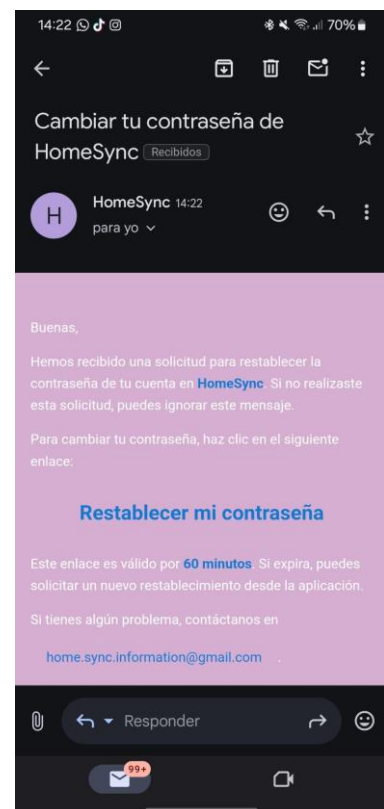 14:22 70%
Cambiar tu contraseña de
HomeSync Recibidos
H
HomeSync 14:22
para yo
Buenas,
Hemos recibido una solicitud para restablecer la
contraseña de tu cuenta en HomeSync. Si no realizaste
esta solicitud, puedes ignorar este mensaje.
Para cambiar tu contraseña, haz clic en el siguiente
enlace:
Restablecer mi contraseña
Este enlace es válido por 60 minutos. Si expira, puedes
solicitar un nuevo restablecimiento desde la aplicación.
Si tienes algún problema, contáctanos en
home.sync.information@gmail.com .
Responder
99+